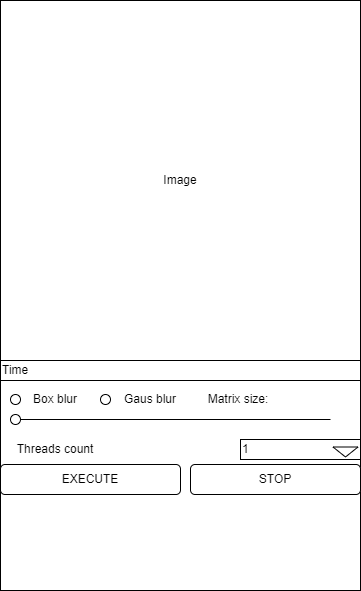 Image
Time
Box blur Gaus blur Matrix size:
Threads count 1
EXECUTE STOP